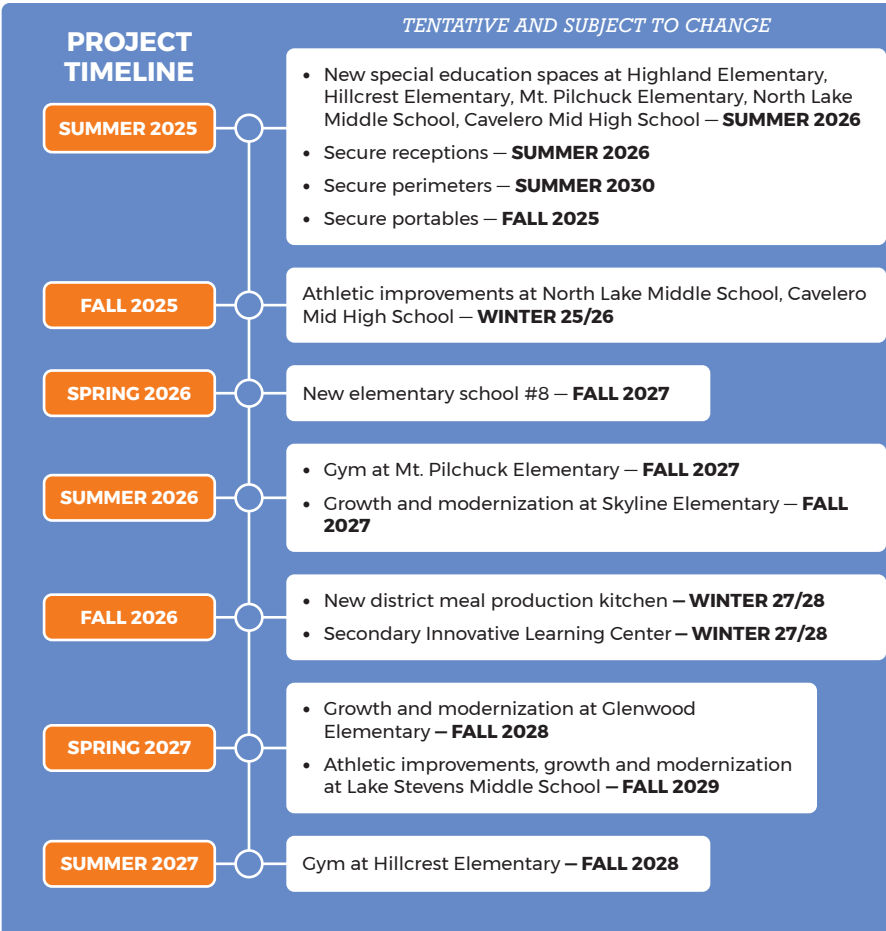 PROJECT
TIMELINE
TENTATIVE AND SUBJECT TO CHANGE
SUMMER 2025
• New special education spaces at Highland Elementary,
Hillcrest Elementary, Mt. Pilchuck Elementary, North Lake
Middle School, Cavelero Mid High School — SUMMER 2026
• Secure receptions — SUMMER 2026
• Secure perimeters — SUMMER 2030
• Secure portables — FALL 2025
FALL 2025
Athletic improvements at North Lake Middle School, Cavelero
Mid High School — WINTER 25/26
SPRING 2026
New elementary school #8 — FALL 2027
SUMMER 2026
• Gym at Mt. Pilchuck Elementary — FALL 2027
• Growth and modernization at Skyline Elementary — FALL
2027
FALL 2026
• New district meal production kitchen — WINTER 27/28
• Secondary Innovative Learning Center — WINTER 27/28
SPRING 2027
• Growth and modernization at Glenwood
Elementary — FALL 2028
• Athletic improvements, growth and modernization
at Lake Stevens Middle School — FALL 2029
SUMMER 2027
Gym at Hillcrest Elementary — FALL 2028